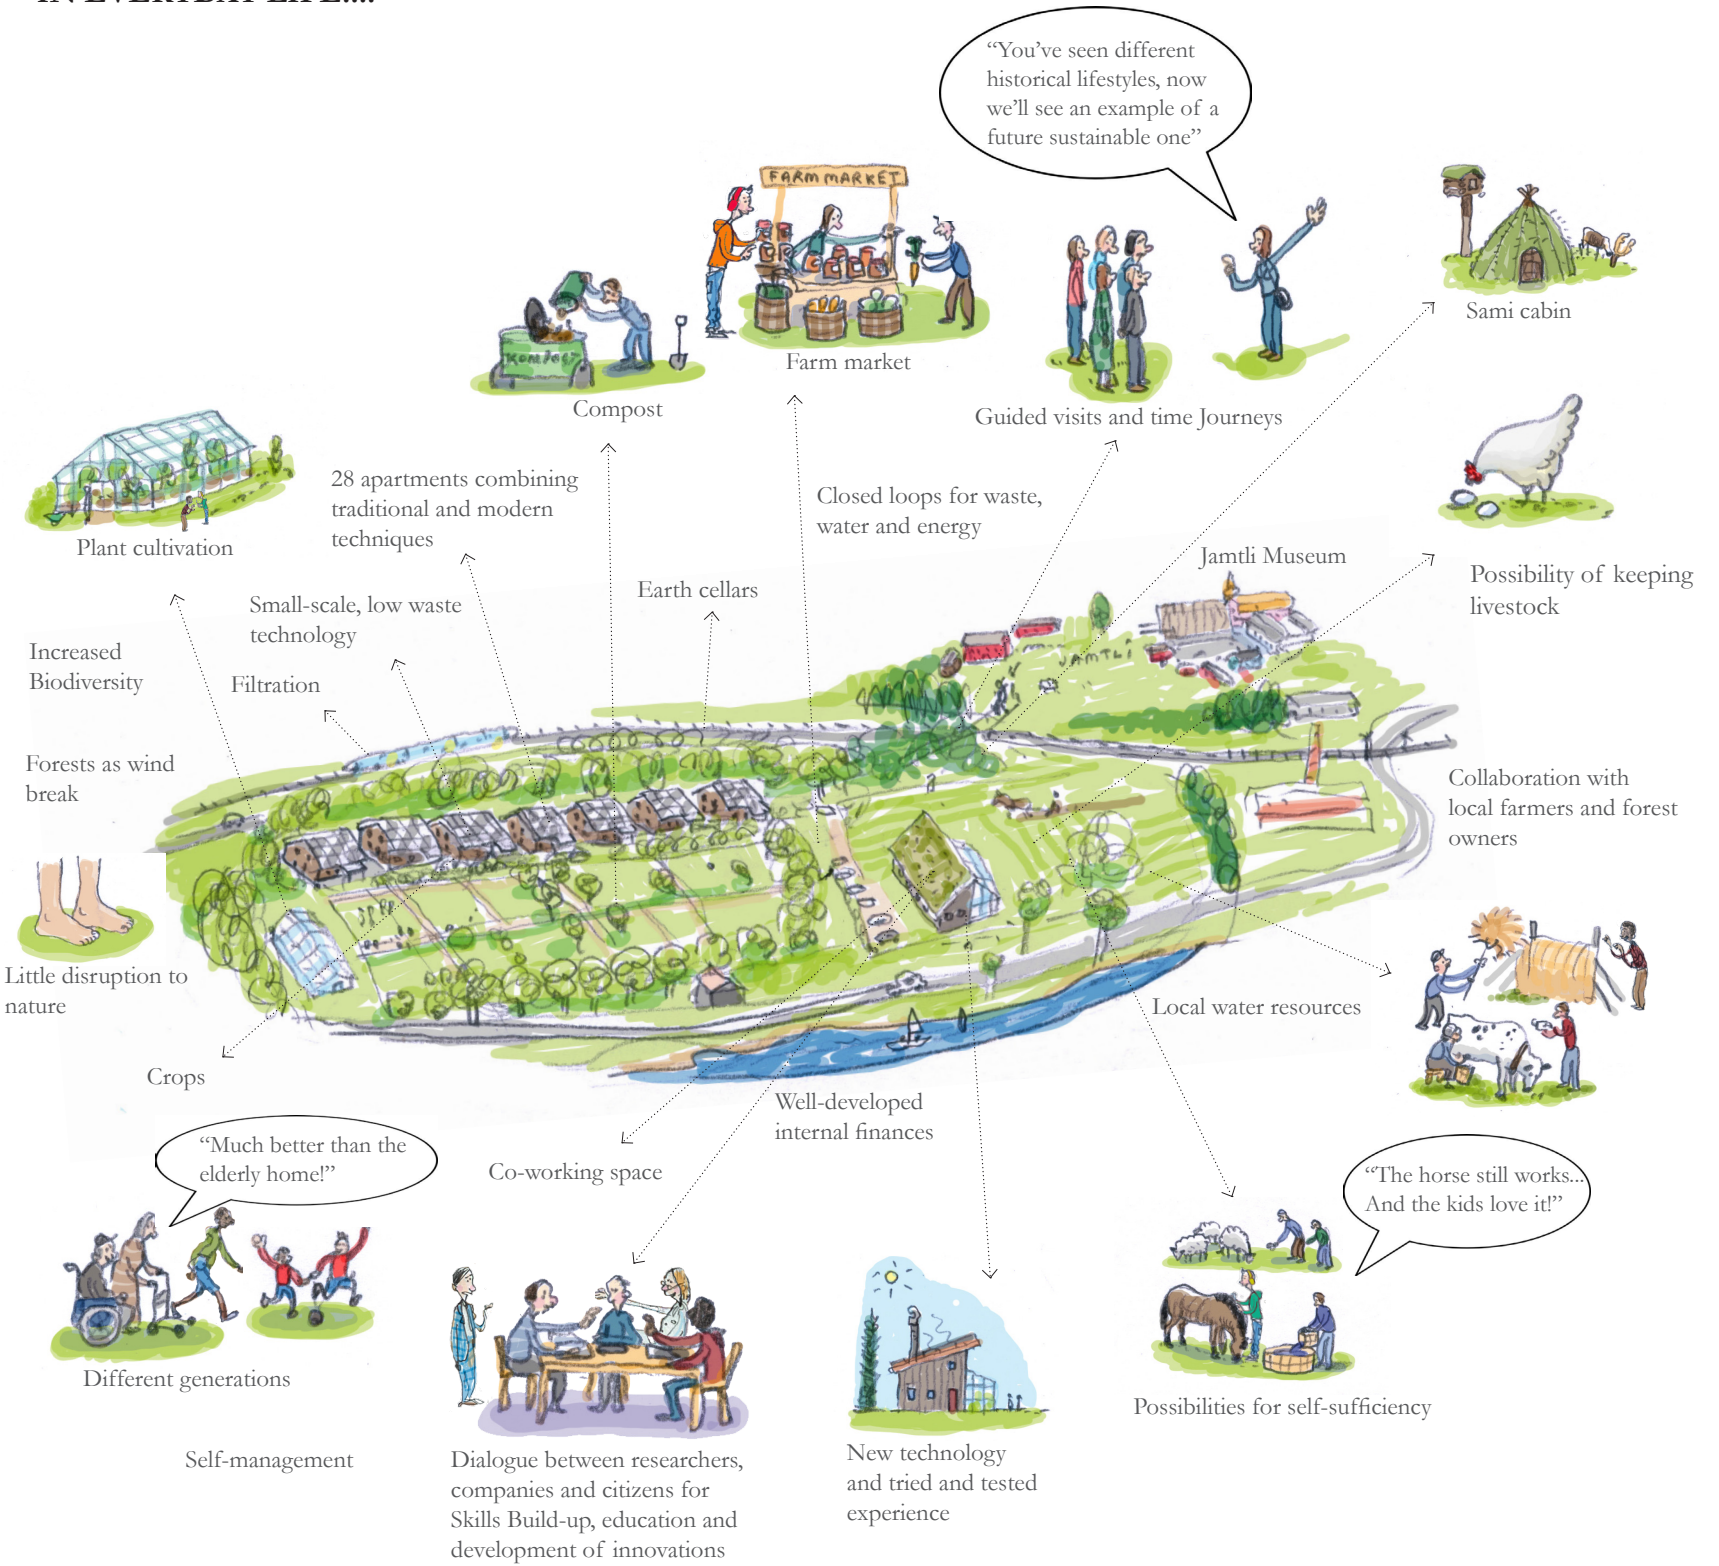 IN EVERYDAY LIFE....
“You’ve seen different
historical lifestyles, now
we’ll see an example of a
future sustainable one”
FARM MARKET
Sami cabin
Farm market
KOMPOST
Compost
Guided visits and time Journeys
28 apartments combining
traditional and modern
techniques
Closed loops for waste,
water and energy
Plant cultivation
Jamtli Museum
Possibility of keeping
livestock
Earth cellars
Small-scale, low waste
technology
Increased
Biodiversity
Filtration
JAMTLI
Forests as wind
break
Collaboration with
local farmers and forest
owners
Little disruption to
nature
Local water resources
Crops
Well-developed
internal finances
“Much better than the
elderly home!”
Co-working space
“The horse still works...
And the kids love it!”
Different generations
Possibilities for self-sufficiency
Self-management
Dialogue between researchers,
companies and citizens for
Skills Build-up, education and
development of innovations
New technology
and tried and tested
experience